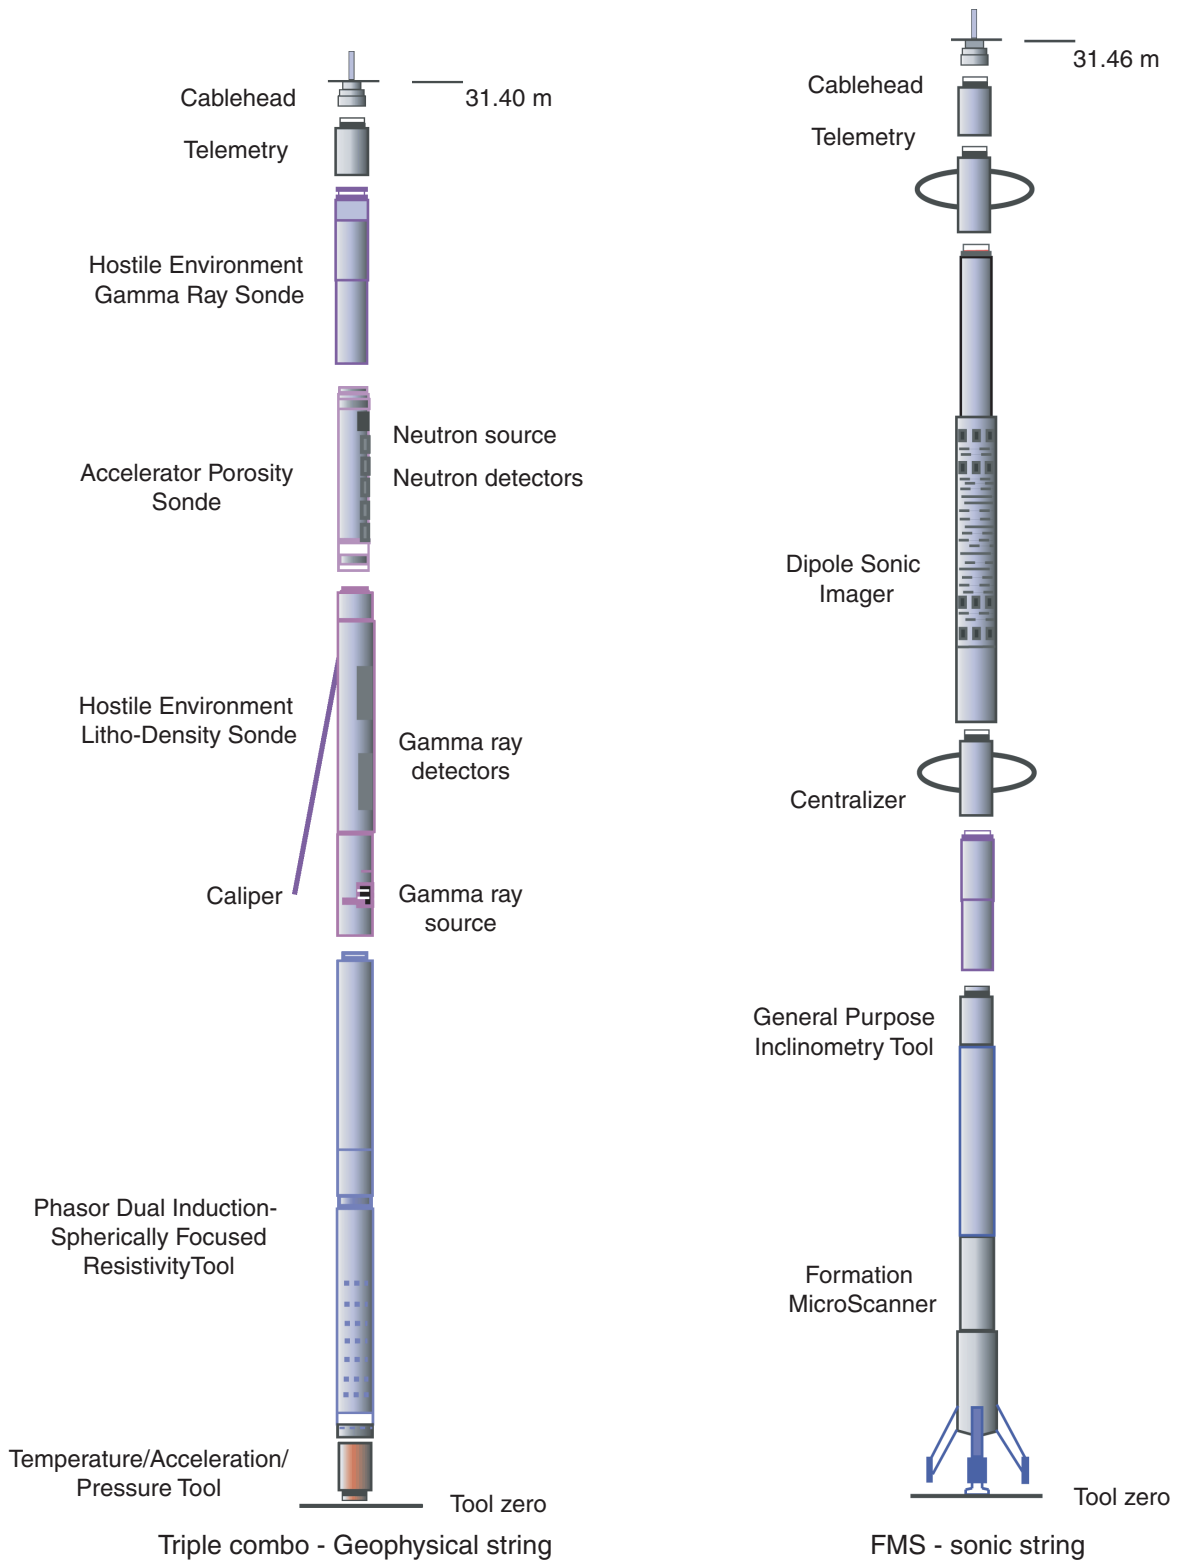 Cablehead
31.40 m
Telemetry
Hostile Environment
Gamma Ray Sonde
Neutron source
Accelerator Porosity
Sonde
Neutron detectors
Hostile Environment
Litho-Density Sonde
Gamma ray
detectors
Caliper
Gamma ray
source
Phasor Dual Induction-
Spherically Focused
ResistivityTool
Temperature/Acceleration/
Pressure Tool
Tool zero
Triple combo - Geophysical string
31.46 m
Cablehead
Telemetry
Dipole Sonic
Imager
Centralizer
General Purpose
Inclinometry Tool
Formation
MicroScanner
Tool zero
FMS - sonic string